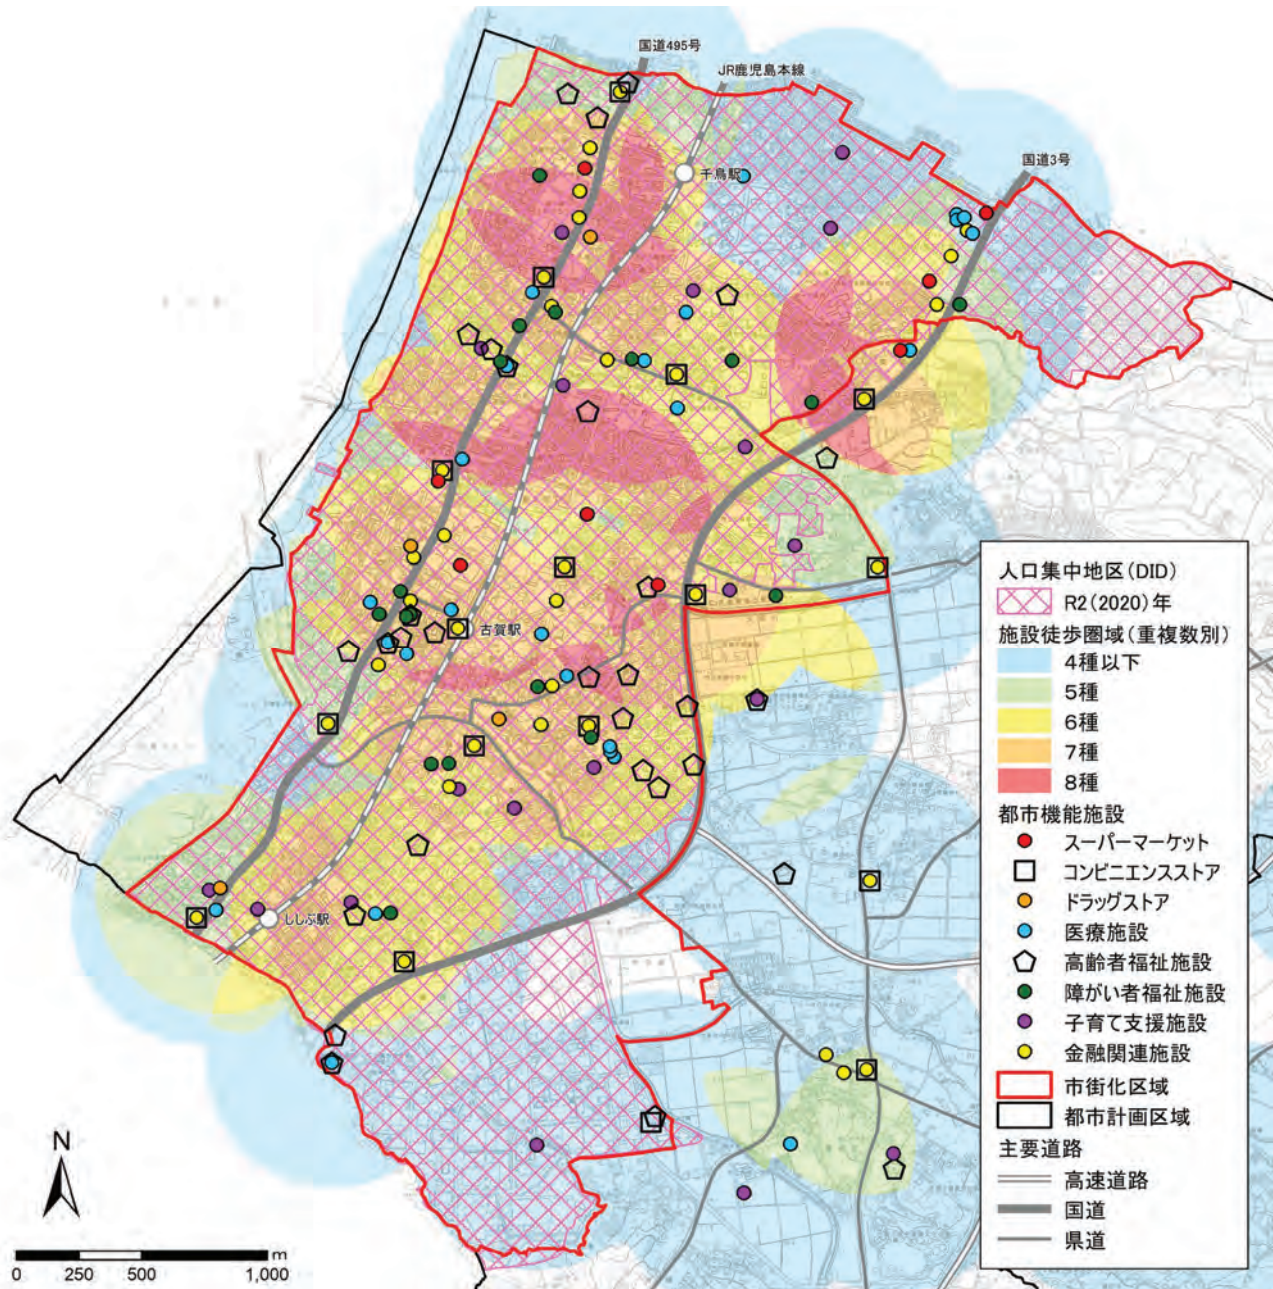 国道495号
JR鹿児島本線
千鳥駅
国道3号
古賀駅
ししぶ駅
人口集中地区(DID)
R2(2020)年
施設徒歩圏域(重複数別)
4種以下
5種
6種
7種
8種
都市機能施設
スーパーマーケット
コンビニエンスストア
ドラッグストア
医療施設
高齢者福祉施設
障がい者福祉施設
子育て支援施設
金融関連施設
市街化区域
都市計画区域
主要道路
高速道路
国道
県道
N
m
0 250 500 1,000